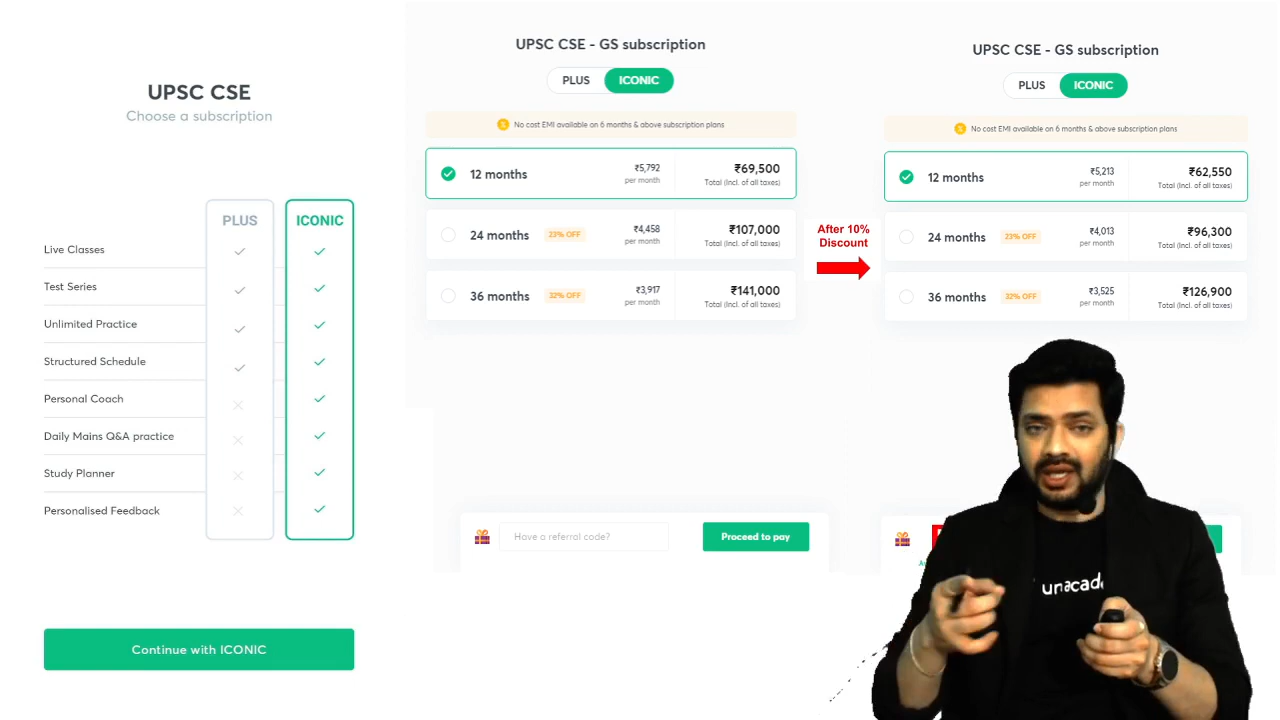 UPSC CSE
Choose a subscription
PLUS ICONIC
Live Classes
Test Series
Unlimited Practice
Structured Schedule
Personal Coach
Daily Mains Q&A practice
Study Planner
Personalised Feedback
Continue with ICONIC
UPSC CSE - GS subscription
PLUS ICONIC
No cost EMI available on 6 months & above subscription plans
12 months ₹5,792 ₹69,500
per month Total (Incl. of all taxes)
24 months 23% OFF ₹4,458 ₹107,000
per month Total (Incl. of all taxes)
36 months 32% OFF ₹3,917 ₹141,000
per month Total (Incl. of all taxes)
Have a referral code? Proceed to pay
After 10%
Discount
UPSC CSE - GS subscription
PLUS ICONIC
No cost EMI available on 6 months & above subscription plans
12 months ₹5,213 ₹62,550
per month Total (Incl. of all taxes)
24 months 23% OFF ₹4,013 ₹96,300
per month Total (Incl. of all taxes)
36 months 32% OFF ₹3,525 ₹126,900
per month Total (Incl. of all taxes)
unacade